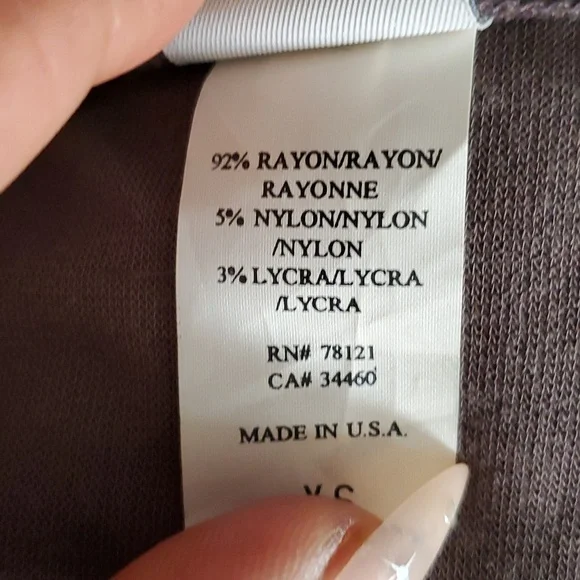 92% RAYON/RAYON/
RAYONNE
5% NYLON/NYLON
/NYLON
3% LYCRA/LYCRA
/LYCRA
RN# 78121
CA# 34460
MADE IN U.S.A.